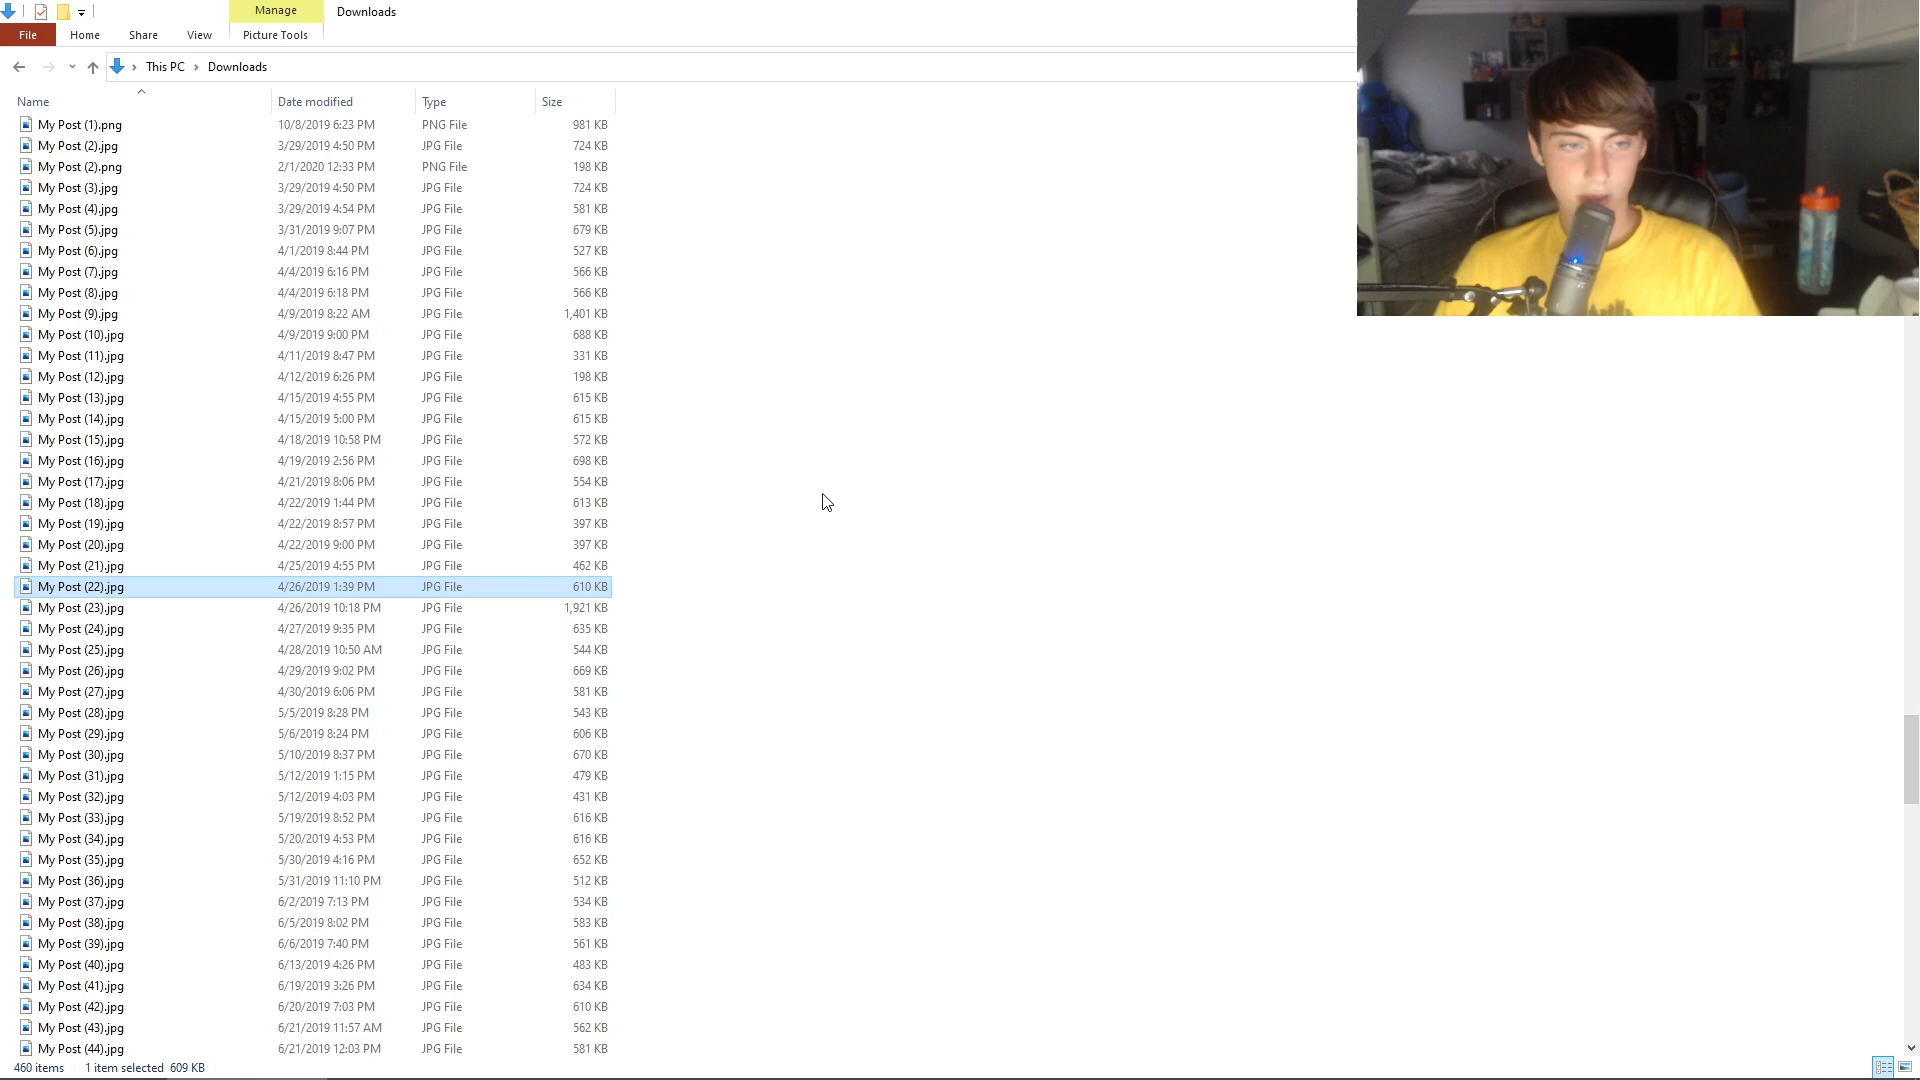 Manage
Downloads
File
Home
Share
View
Picture Tools
This PC
Downloads
Name
Date modified
Type
Size
My Post (1).png 10/8/2019 6:23 PM PNG File 981 KB
My Post (2).jpg 3/29/2019 4:50 PM JPG File 724 KB
My Post (2).png 2/1/2020 12:33 PM PNG File 198 KB
My Post (3).jpg 3/29/2019 4:50 PM JPG File 724 KB
My Post (4).jpg 3/29/2019 4:54 PM JPG File 581 KB
My Post (5).jpg 3/31/2019 9:07 PM JPG File 679 KB
My Post (6).jpg 4/1/2019 8:44 PM JPG File 527 KB
My Post (7).jpg 4/4/2019 6:16 PM JPG File 566 KB
My Post (8).jpg 4/4/2019 6:18 PM JPG File 566 KB
My Post (9).jpg 4/9/2019 8:22 AM JPG File 1,401 KB
My Post (10).jpg 4/9/2019 9:00 PM JPG File 688 KB
My Post (11).jpg 4/11/2019 8:47 PM JPG File 331 KB
My Post (12).jpg 4/12/2019 6:26 PM JPG File 198 KB
My Post (13).jpg 4/15/2019 4:55 PM JPG File 615 KB
My Post (14).jpg 4/15/2019 5:00 PM JPG File 615 KB
My Post (15).jpg 4/18/2019 10:58 PM JPG File 572 KB
My Post (16).jpg 4/19/2019 2:56 PM JPG File 698 KB
My Post (17).jpg 4/21/2019 8:06 PM JPG File 554 KB
My Post (18).jpg 4/22/2019 1:44 PM JPG File 613 KB
My Post (19).jpg 4/22/2019 8:57 PM JPG File 397 KB
My Post (20).jpg 4/22/2019 9:00 PM JPG File 397 KB
My Post (21).jpg 4/25/2019 4:55 PM JPG File 462 KB
My Post (22).jpg 4/26/2019 1:39 PM JPG File 610 KB
My Post (23).jpg 4/26/2019 10:18 PM JPG File 1,921 KB
My Post (24).jpg 4/27/2019 9:35 PM JPG File 635 KB
My Post (25).jpg 4/28/2019 10:50 AM JPG File 544 KB
My Post (26).jpg 4/29/2019 9:02 PM JPG File 669 KB
My Post (27).jpg 4/30/2019 6:06 PM JPG File 581 KB
My Post (28).jpg 5/5/2019 8:28 PM JPG File 543 KB
My Post (29).jpg 5/6/2019 8:24 PM JPG File 606 KB
My Post (30).jpg 5/10/2019 8:37 PM JPG File 670 KB
My Post (31).jpg 5/12/2019 1:15 PM JPG File 479 KB
My Post (32).jpg 5/12/2019 4:03 PM JPG File 431 KB
My Post (33).jpg 5/19/2019 8:52 PM JPG File 616 KB
My Post (34).jpg 5/20/2019 4:53 PM JPG File 616 KB
My Post (35).jpg 5/30/2019 4:16 PM JPG File 652 KB
My Post (36).jpg 5/31/2019 11:10 PM JPG File 512 KB
My Post (37).jpg 6/2/2019 7:13 PM JPG File 534 KB
My Post (38).jpg 6/5/2019 8:02 PM JPG File 583 KB
My Post (39).jpg 6/6/2019 7:40 PM JPG File 561 KB
My Post (40).jpg 6/13/2019 4:26 PM JPG File 483 KB
My Post (41).jpg 6/19/2019 3:26 PM JPG File 634 KB
My Post (42).jpg 6/20/2019 7:03 PM JPG File 610 KB
My Post (43).jpg 6/21/2019 11:57 AM JPG File 562 KB
My Post (44).jpg 6/21/2019 12:03 PM JPG File 581 KB
460 items 1 item selected 609 KB